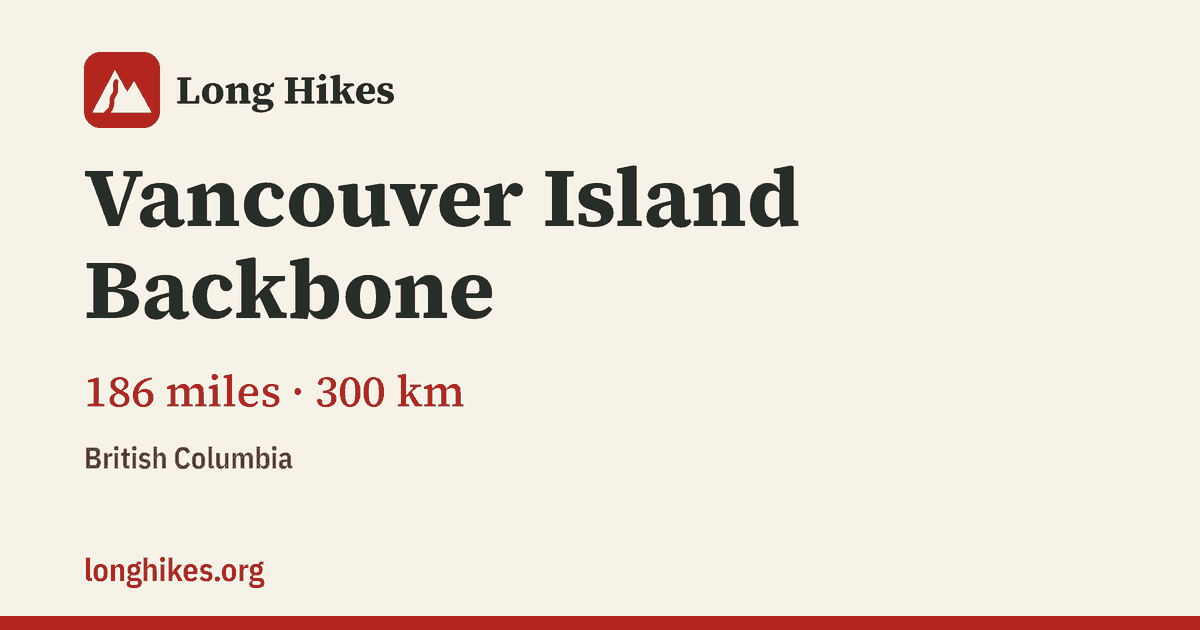 Long Hikes
Vancouver Island
Backbone
186 miles · 300 km
British Columbia
longhikes.org